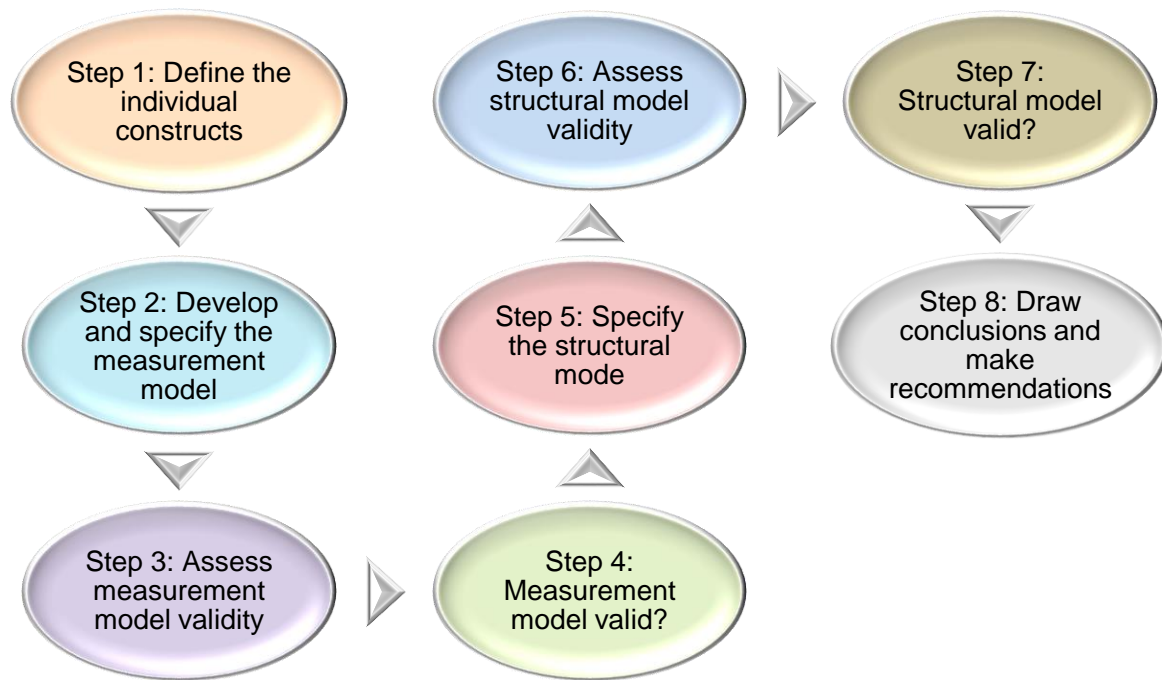 Step 1: Define the
individual
constructs
Step 2: Develop
and specify the
measurement
model
Step 3: Assess
measurement
model validity
Step 4:
Measurement
model valid?
Step 5: Specify
the structural
mode
Step 6: Assess
structural model
validity
Step 7:
Structural model
valid?
Step 8: Draw
conclusions and
make
recommendations